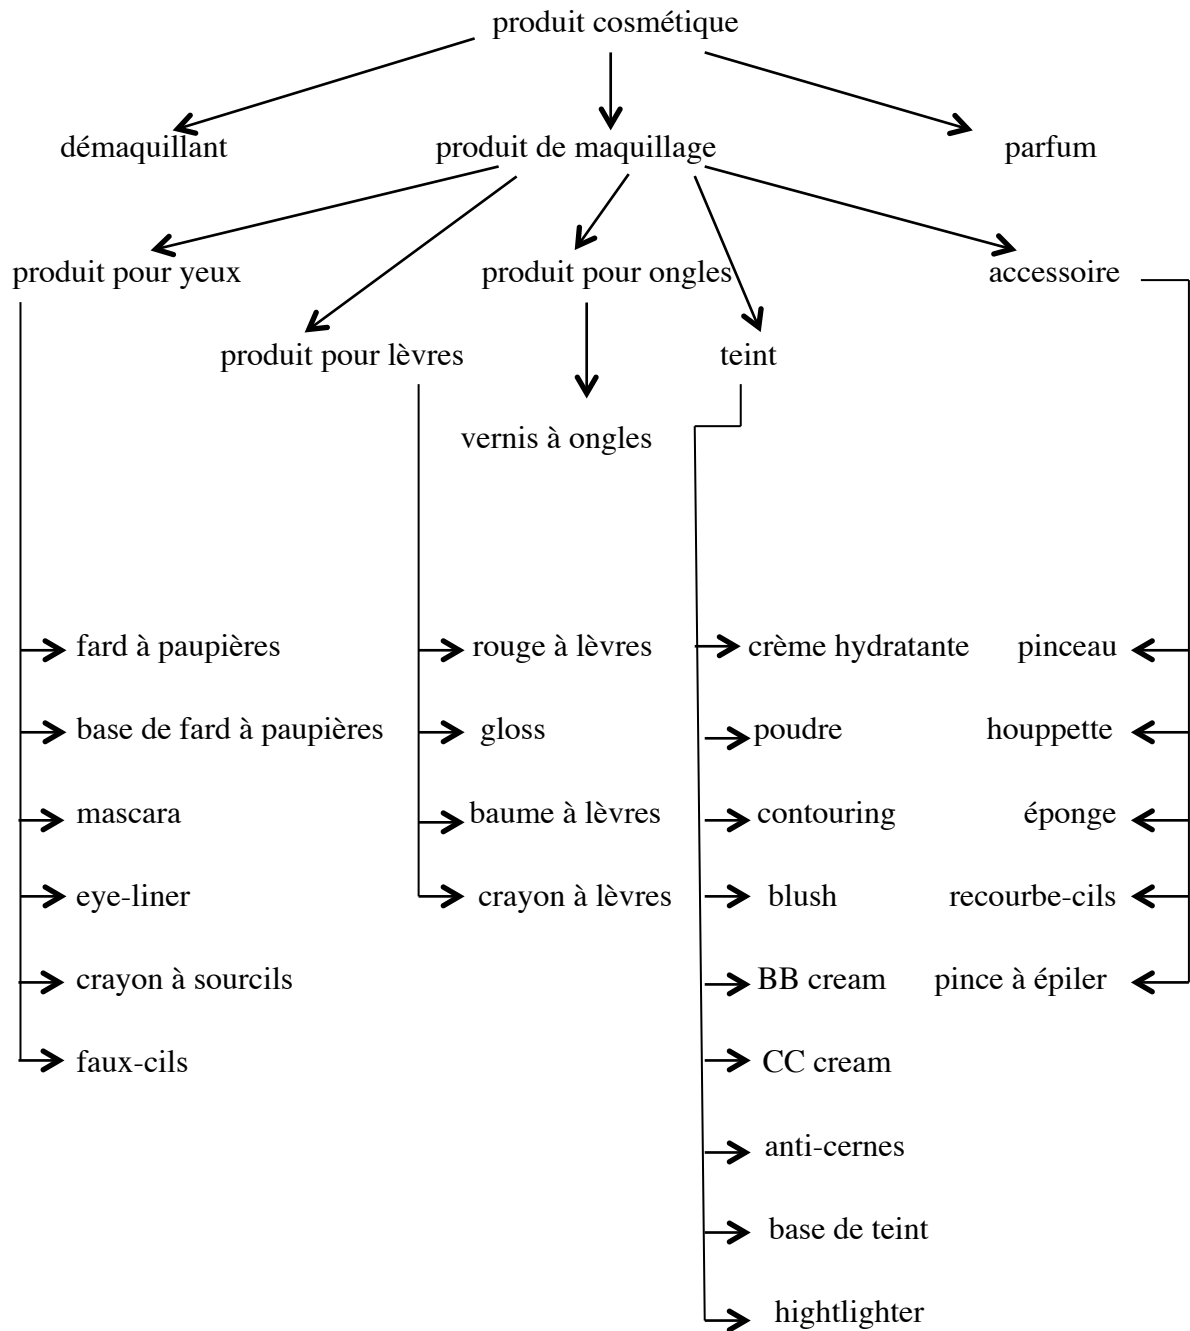 produit cosmétique
démaquillant produit de maquillage parfum
produit pour yeux produit pour ongles accessoire
produit pour lèvres teint
vernis à ongles
fard à paupières rouge à lèvres crème hydratante pinceau
base de fard à paupières gloss poudre houppette
mascara baume à lèvres contouring éponge
eye-liner crayon à lèvres blush recourbe-cils
crayon à sourcils BB cream pince à épiler
faux-cils CC cream
anti-cernes
base de teint
hightlighter